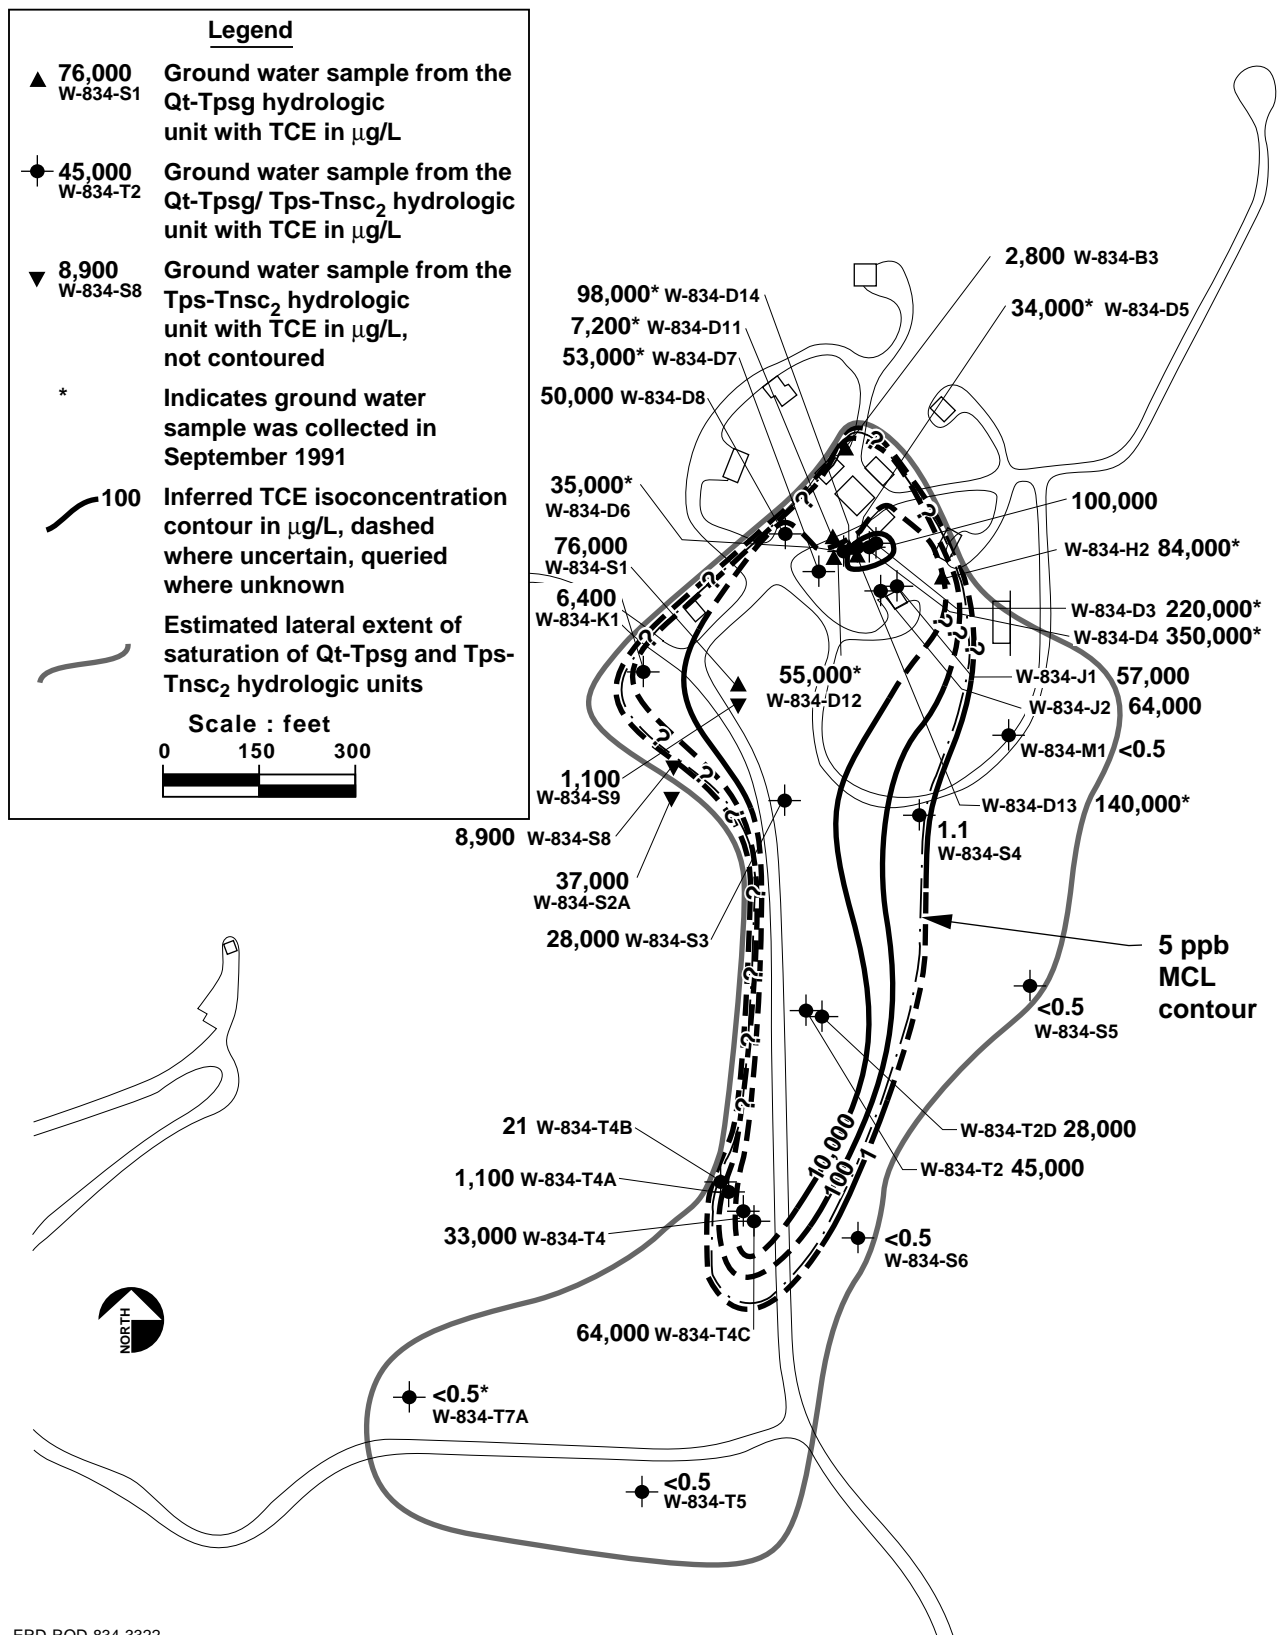 Legend
76,000
W-834-S1
Ground water sample from the
Qt-Tpsg hydrologic
unit with TCE in µg/L
45,000
W-834-T2
Ground water sample from the
Qt-Tpsg/ Tps-Tnsc2 hydrologic
unit with TCE in µg/L
8,900
W-834-S8
Ground water sample from the
Tps-Tnsc2 hydrologic
unit with TCE in µg/L,
not contoured
*
Indicates ground water
sample was collected in
September 1991
100
Inferred TCE isoconcentration
contour in µg/L, dashed
where uncertain, queried
where unknown
Estimated lateral extent of
saturation of Qt-Tpsg and Tps-
Tnsc2 hydrologic units
Scale : feet
0 150 300
2,800 W-834-B3
98,000* W-834-D14
34,000* W-834-D5
7,200* W-834-D11
53,000* W-834-D7
50,000 W-834-D8
35,000*
W-834-D6
100,000
76,000
W-834-S1
W-834-H2 84,000*
6,400
W-834-K1
W-834-D3 220,000*
W-834-D4 350,000*
55,000*
W-834-D12
W-834-J1 57,000
W-834-J2 64,000
W-834-M1 <0.5
1,100
W-834-S9
W-834-D13 140,000*
8,900 W-834-S8
1.1
W-834-S4
37,000
W-834-S2A
28,000 W-834-S3
5 ppb
MCL
contour
<0.5
W-834-S5
21 W-834-T4B
W-834-T2D 28,000
10,000
100
1
1,100 W-834-T4A
W-834-T2 45,000
33,000 W-834-T4
<0.5
W-834-S6
NORTH
64,000 W-834-T4C
<0.5*
W-834-T7A
<0.5
W-834-T5
ERD-ROD-834-3322
? ? ? ? ? ? ? ? ? ? ? ? ? ? ?